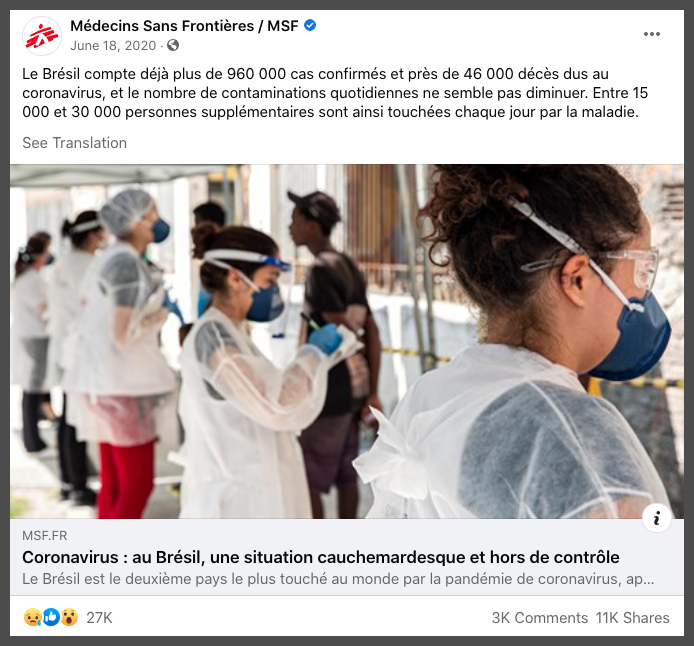 Médecins Sans Frontières / MSF
June 18, 2020 ·
Le Brésil compte déjà plus de 960 000 cas confirmés et près de 46 000 décès dus au
coronavirus, et le nombre de contaminations quotidiennes ne semble pas diminuer. Entre 15
000 et 30 000 personnes supplémentaires sont ainsi touchées chaque jour par la maladie.
See Translation
MSF.FR
Coronavirus : au Brésil, une situation cauchemardesque et hors de contrôle
Le Brésil est le deuxième pays le plus touché au monde par la pandémie de coronavirus, ap...
27K
3K Comments 11K Shares